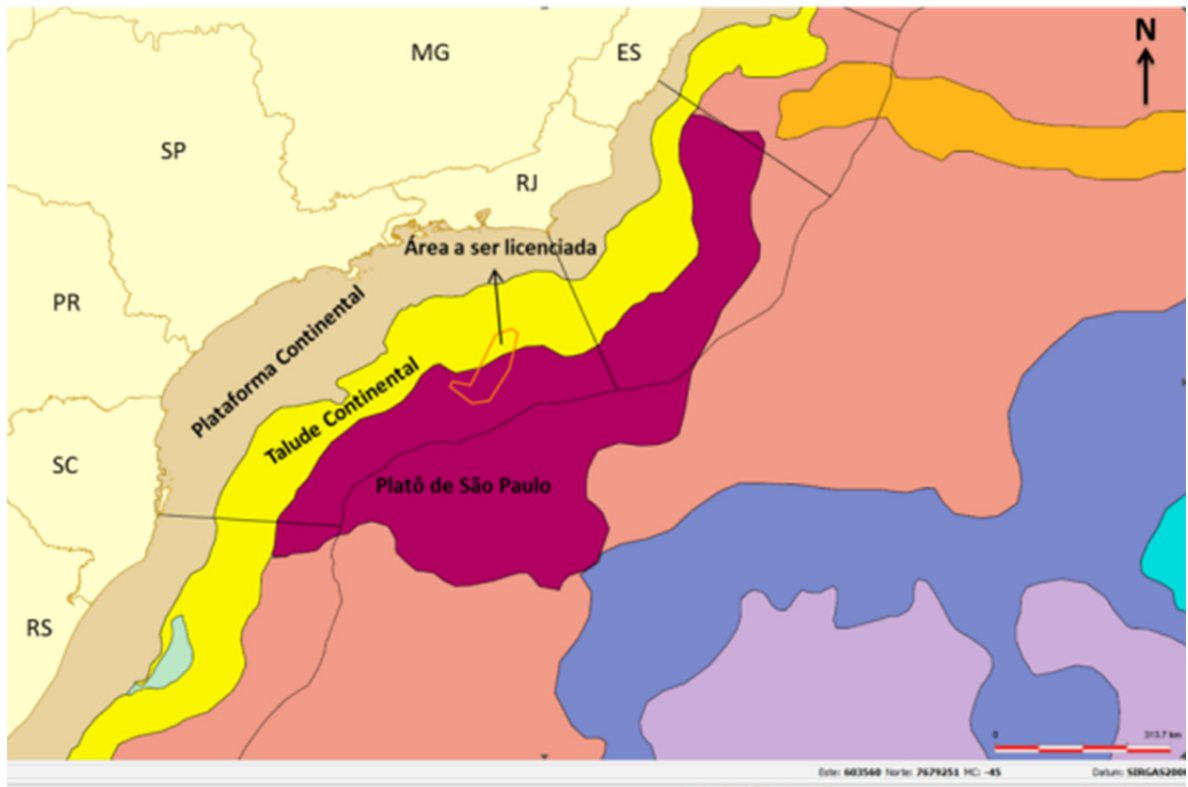 MG
ES
N
SP
RJ
Área a ser licenciada
PR
Plataforma Continental
Talude Continental
SC
Platô de São Paulo
RS
0
313.7 km
Este: 603560 Norte: 7679251 MC: -45
Datum: SIRGAS200